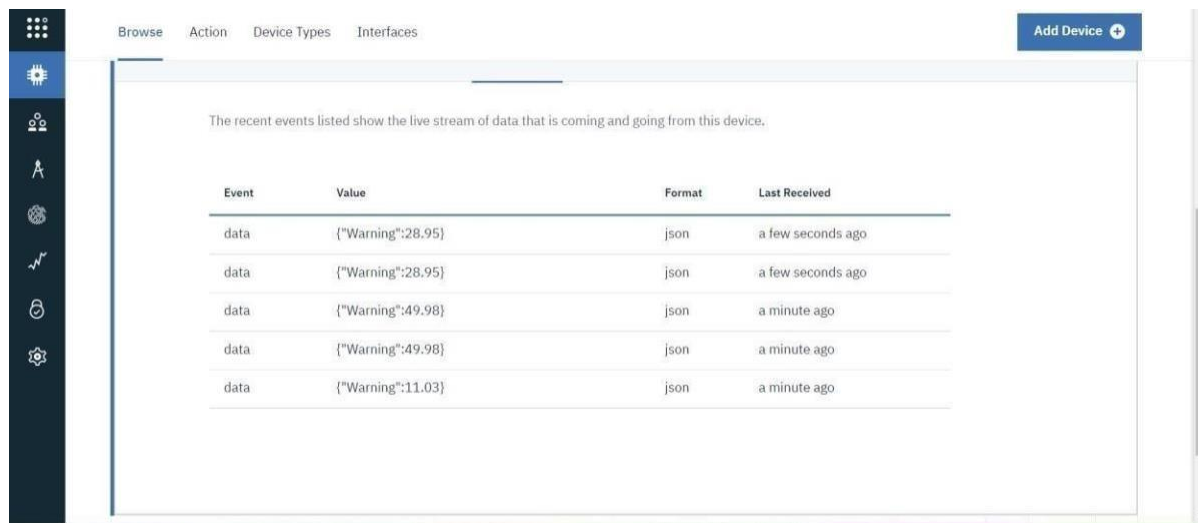 Browse Action Device Types Interfaces Add Device
The recent events listed show the live stream of data that is coming and going from this device.
Event Value Format Last Received
data {"Warning":28.95} json a few seconds ago
data {"Warning":28.95} json a few seconds ago
data {"Warning":49.98} json a minute ago
data {"Warning":49.98} json a minute ago
data {"Warning":11.03} json a minute ago